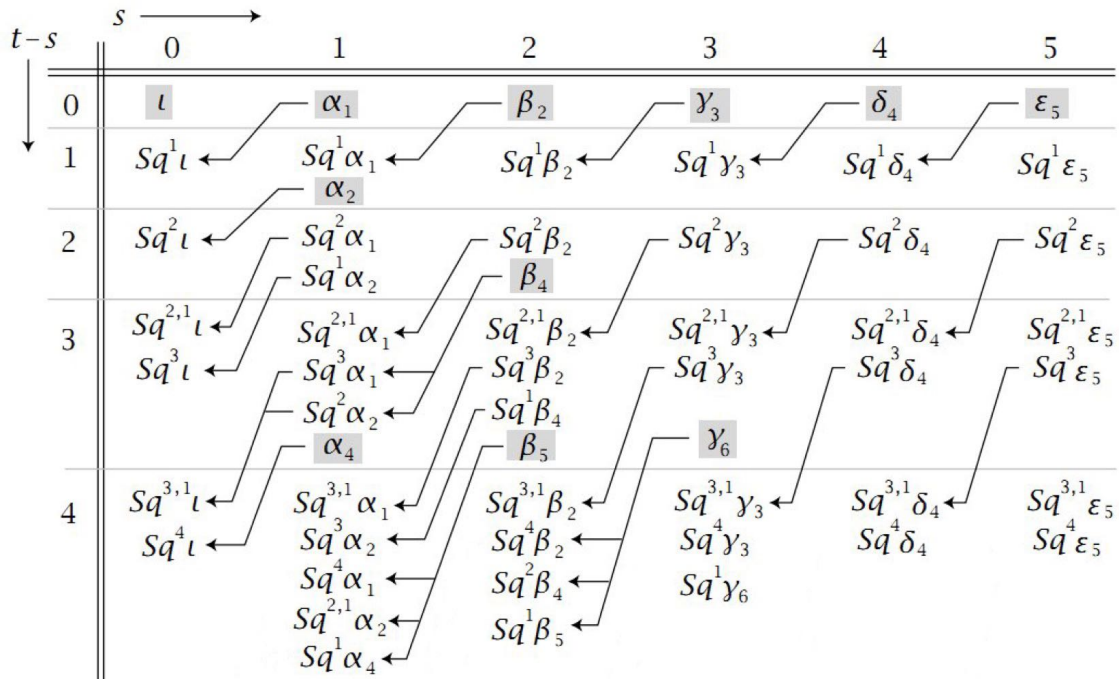 s
t–s 0 1 2 3 4 5
0 ι α₁ β₂ γ₃ δ₄ ε₅
1 Sq¹ι Sq¹α₁ Sq¹β₂ Sq¹γ₃ Sq¹δ₄ Sq¹ε₅
α₂
2 Sq²ι Sq²α₁ Sq²β₂ Sq²γ₃ Sq²δ₄ Sq²ε₅
Sq¹α₂ β₄
3 Sq²,¹ι Sq²,¹α₁ Sq²,¹β₂ Sq²,¹γ₃ Sq²,¹δ₄ Sq²,¹ε₅
Sq³ι Sq³α₁ Sq³β₂ Sq³γ₃ Sq³δ₄ Sq³ε₅
Sq²α₂ Sq¹β₄
α₄ β₅ γ₆
4 Sq³,¹ι Sq³,¹α₁ Sq³,¹β₂ Sq³,¹γ₃ Sq³,¹δ₄ Sq³,¹ε₅
Sq⁴ι Sq³α₂ Sq⁴β₂ Sq⁴γ₃ Sq⁴δ₄ Sq⁴ε₅
Sq⁴α₁ Sq²β₄ Sq¹γ₆
Sq²,¹α₂ Sq¹β₅
Sq¹α₄